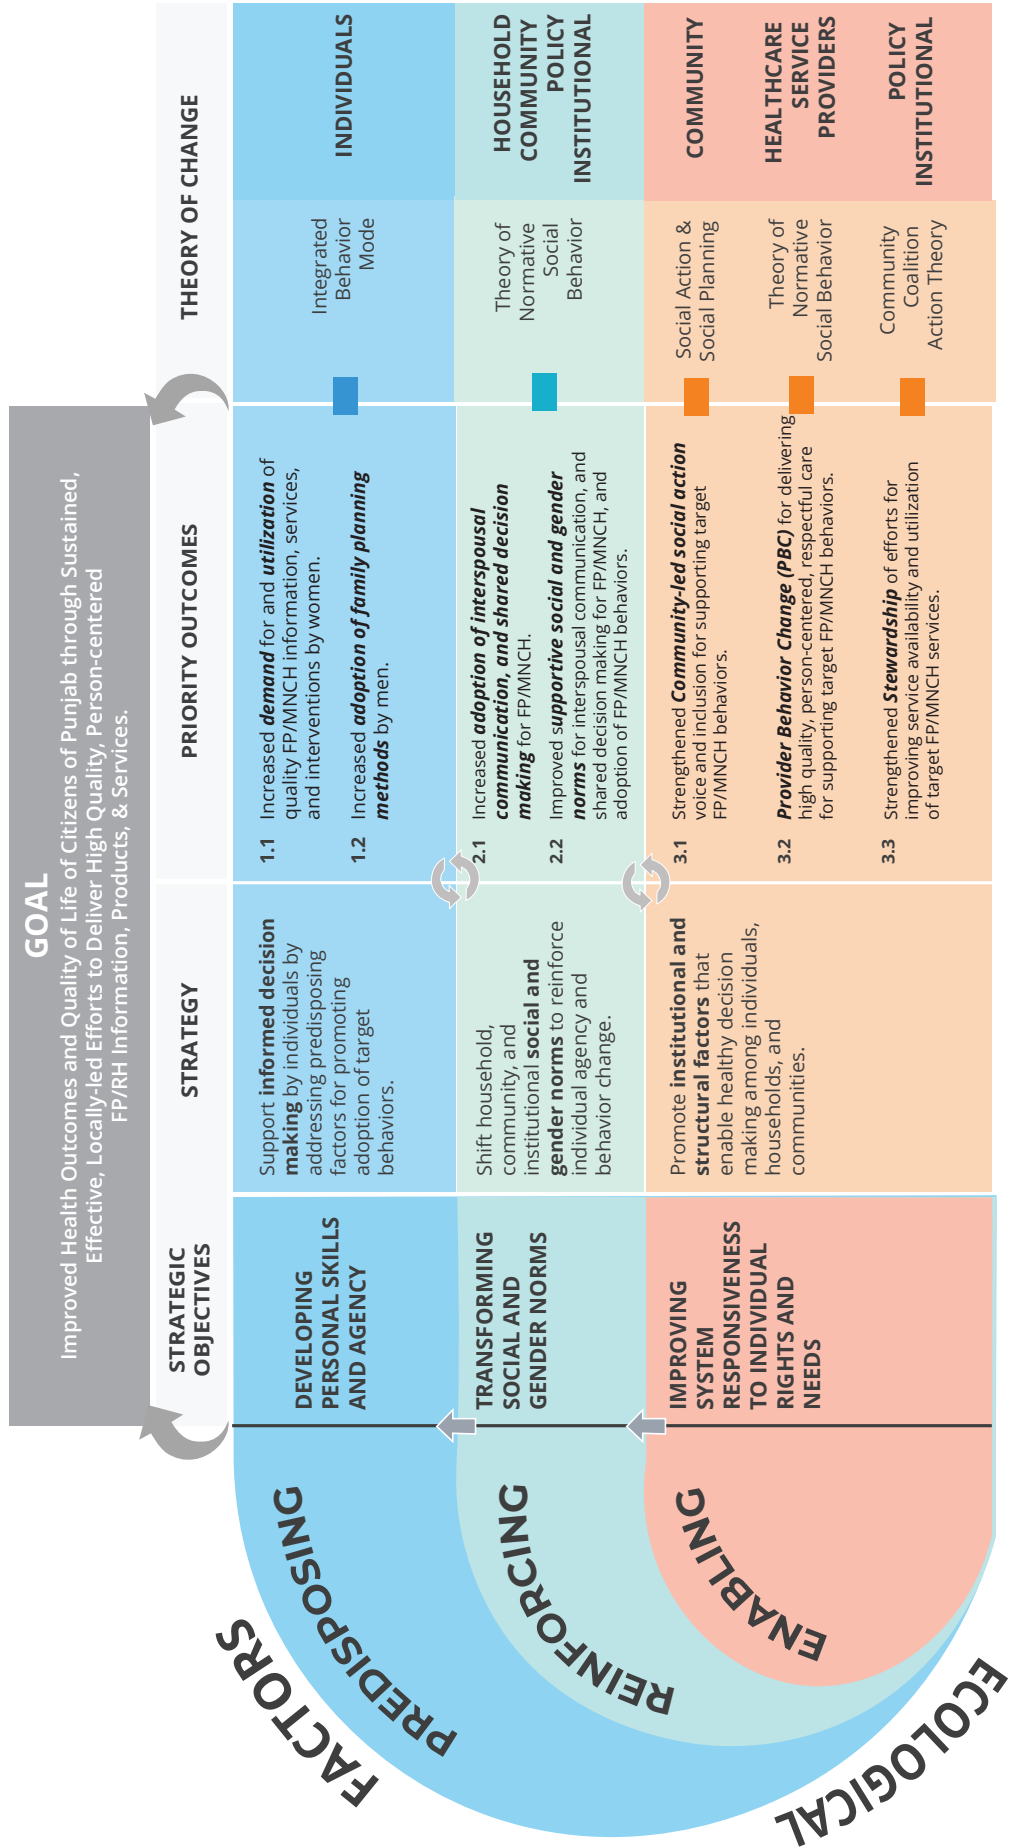 GOAL
Improved Health Outcomes and Quality of Life of Citizens of Punjab through Sustained,
Effective, Locally-led Efforts to Deliver High Quality, Person-centered
FP/RH Information, Products, & Services.
STRATEGIC
OBJECTIVES
STRATEGY
PRIORITY OUTCOMES
THEORY OF CHANGE
FACTORS
ECOLOGICAL
PREDISPOSING
DEVELOPING
PERSONAL SKILLS
AND AGENCY
Support informed decision
making by individuals by
addressing predisposing
factors for promoting
adoption of target
behaviors.
1.1 Increased demand for and utilization of
quality FP/MNCH information, services,
and interventions by women.
1.2 Increased adoption of family planning
methods by men.
Integrated
Behavior
Mode
INDIVIDUALS
REINFORCING
TRANSFORMING
SOCIAL AND
GENDER NORMS
Shift household,
community, and
institutional social and
gender norms to reinforce
individual agency and
behavior change.
2.1 Increased adoption of interspousal
communication, and shared decision
making for FP/MNCH.
2.2 Improved supportive social and gender
norms for interspousal communication, and
shared decision making for FP/MNCH, and
adoption of FP/MNCH behaviors.
Theory of
Normative
Social
Behavior
HOUSEHOLD
COMMUNITY
POLICY
INSTITUTIONAL
ENABLING
IMPROVING
SYSTEM
RESPONSIVENESS
TO INDIVIDUAL
RIGHTS AND
NEEDS
Promote institutional and
structural factors that
enable healthy decision
making among individuals,
households, and
communities.
3.1 Strengthened Community-led social action
voice and inclusion for supporting target
FP/MNCH behaviors.
3.2 Provider Behavior Change (PBC) for delivering
high quality, person-centered, respectful care
for supporting target FP/MNCH behaviors.
3.3 Strengthened Stewardship of efforts for
improving service availability and utilization
of target FP/MNCH services.
Social Action &
Social Planning
Theory of
Normative
Social Behavior
Community
Coalition
Action Theory
COMMUNITY
HEALTHCARE
SERVICE
PROVIDERS
POLICY
INSTITUTIONAL